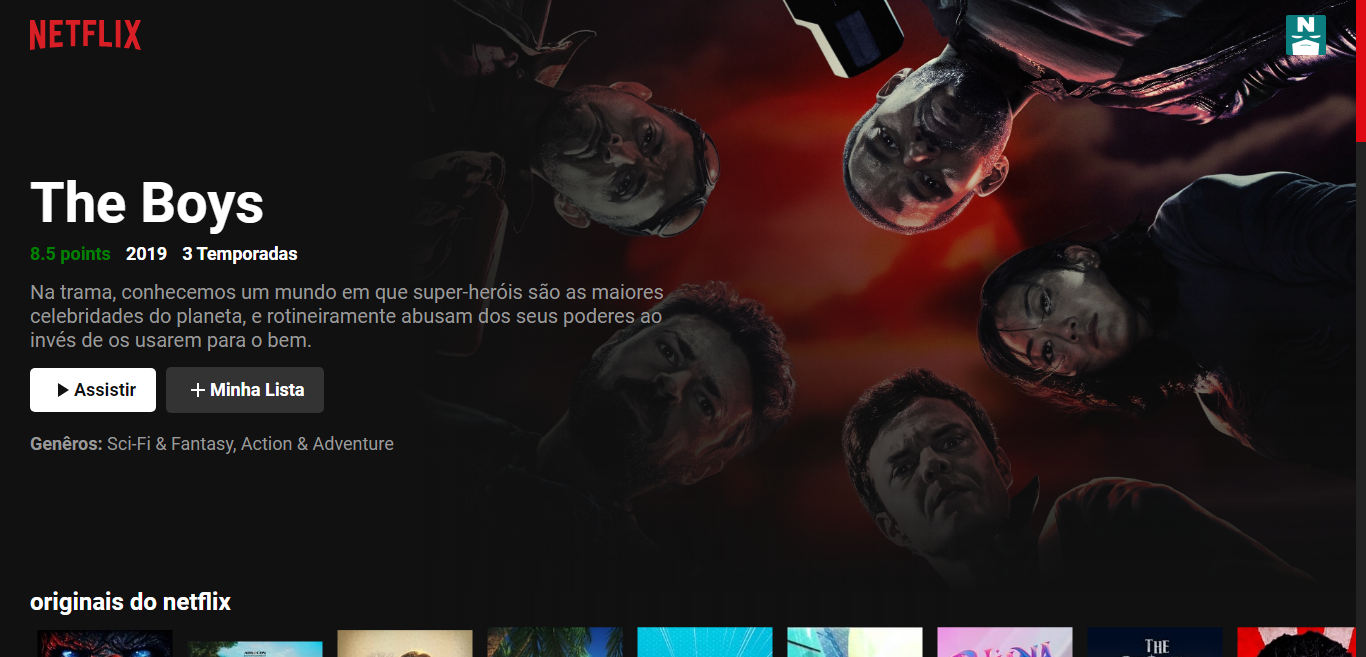 NETFLIX
N
The Boys
8.5 points 2019 3 Temporadas
Na trama, conhecemos um mundo em que super-heróis são as maiores
celebridades do planeta, e rotineiramente abusam dos seus poderes ao
invés de os usarem para o bem.
Assistir
Minha Lista
Genêros: Sci-Fi & Fantasy, Action & Adventure
originais do netflix
THE